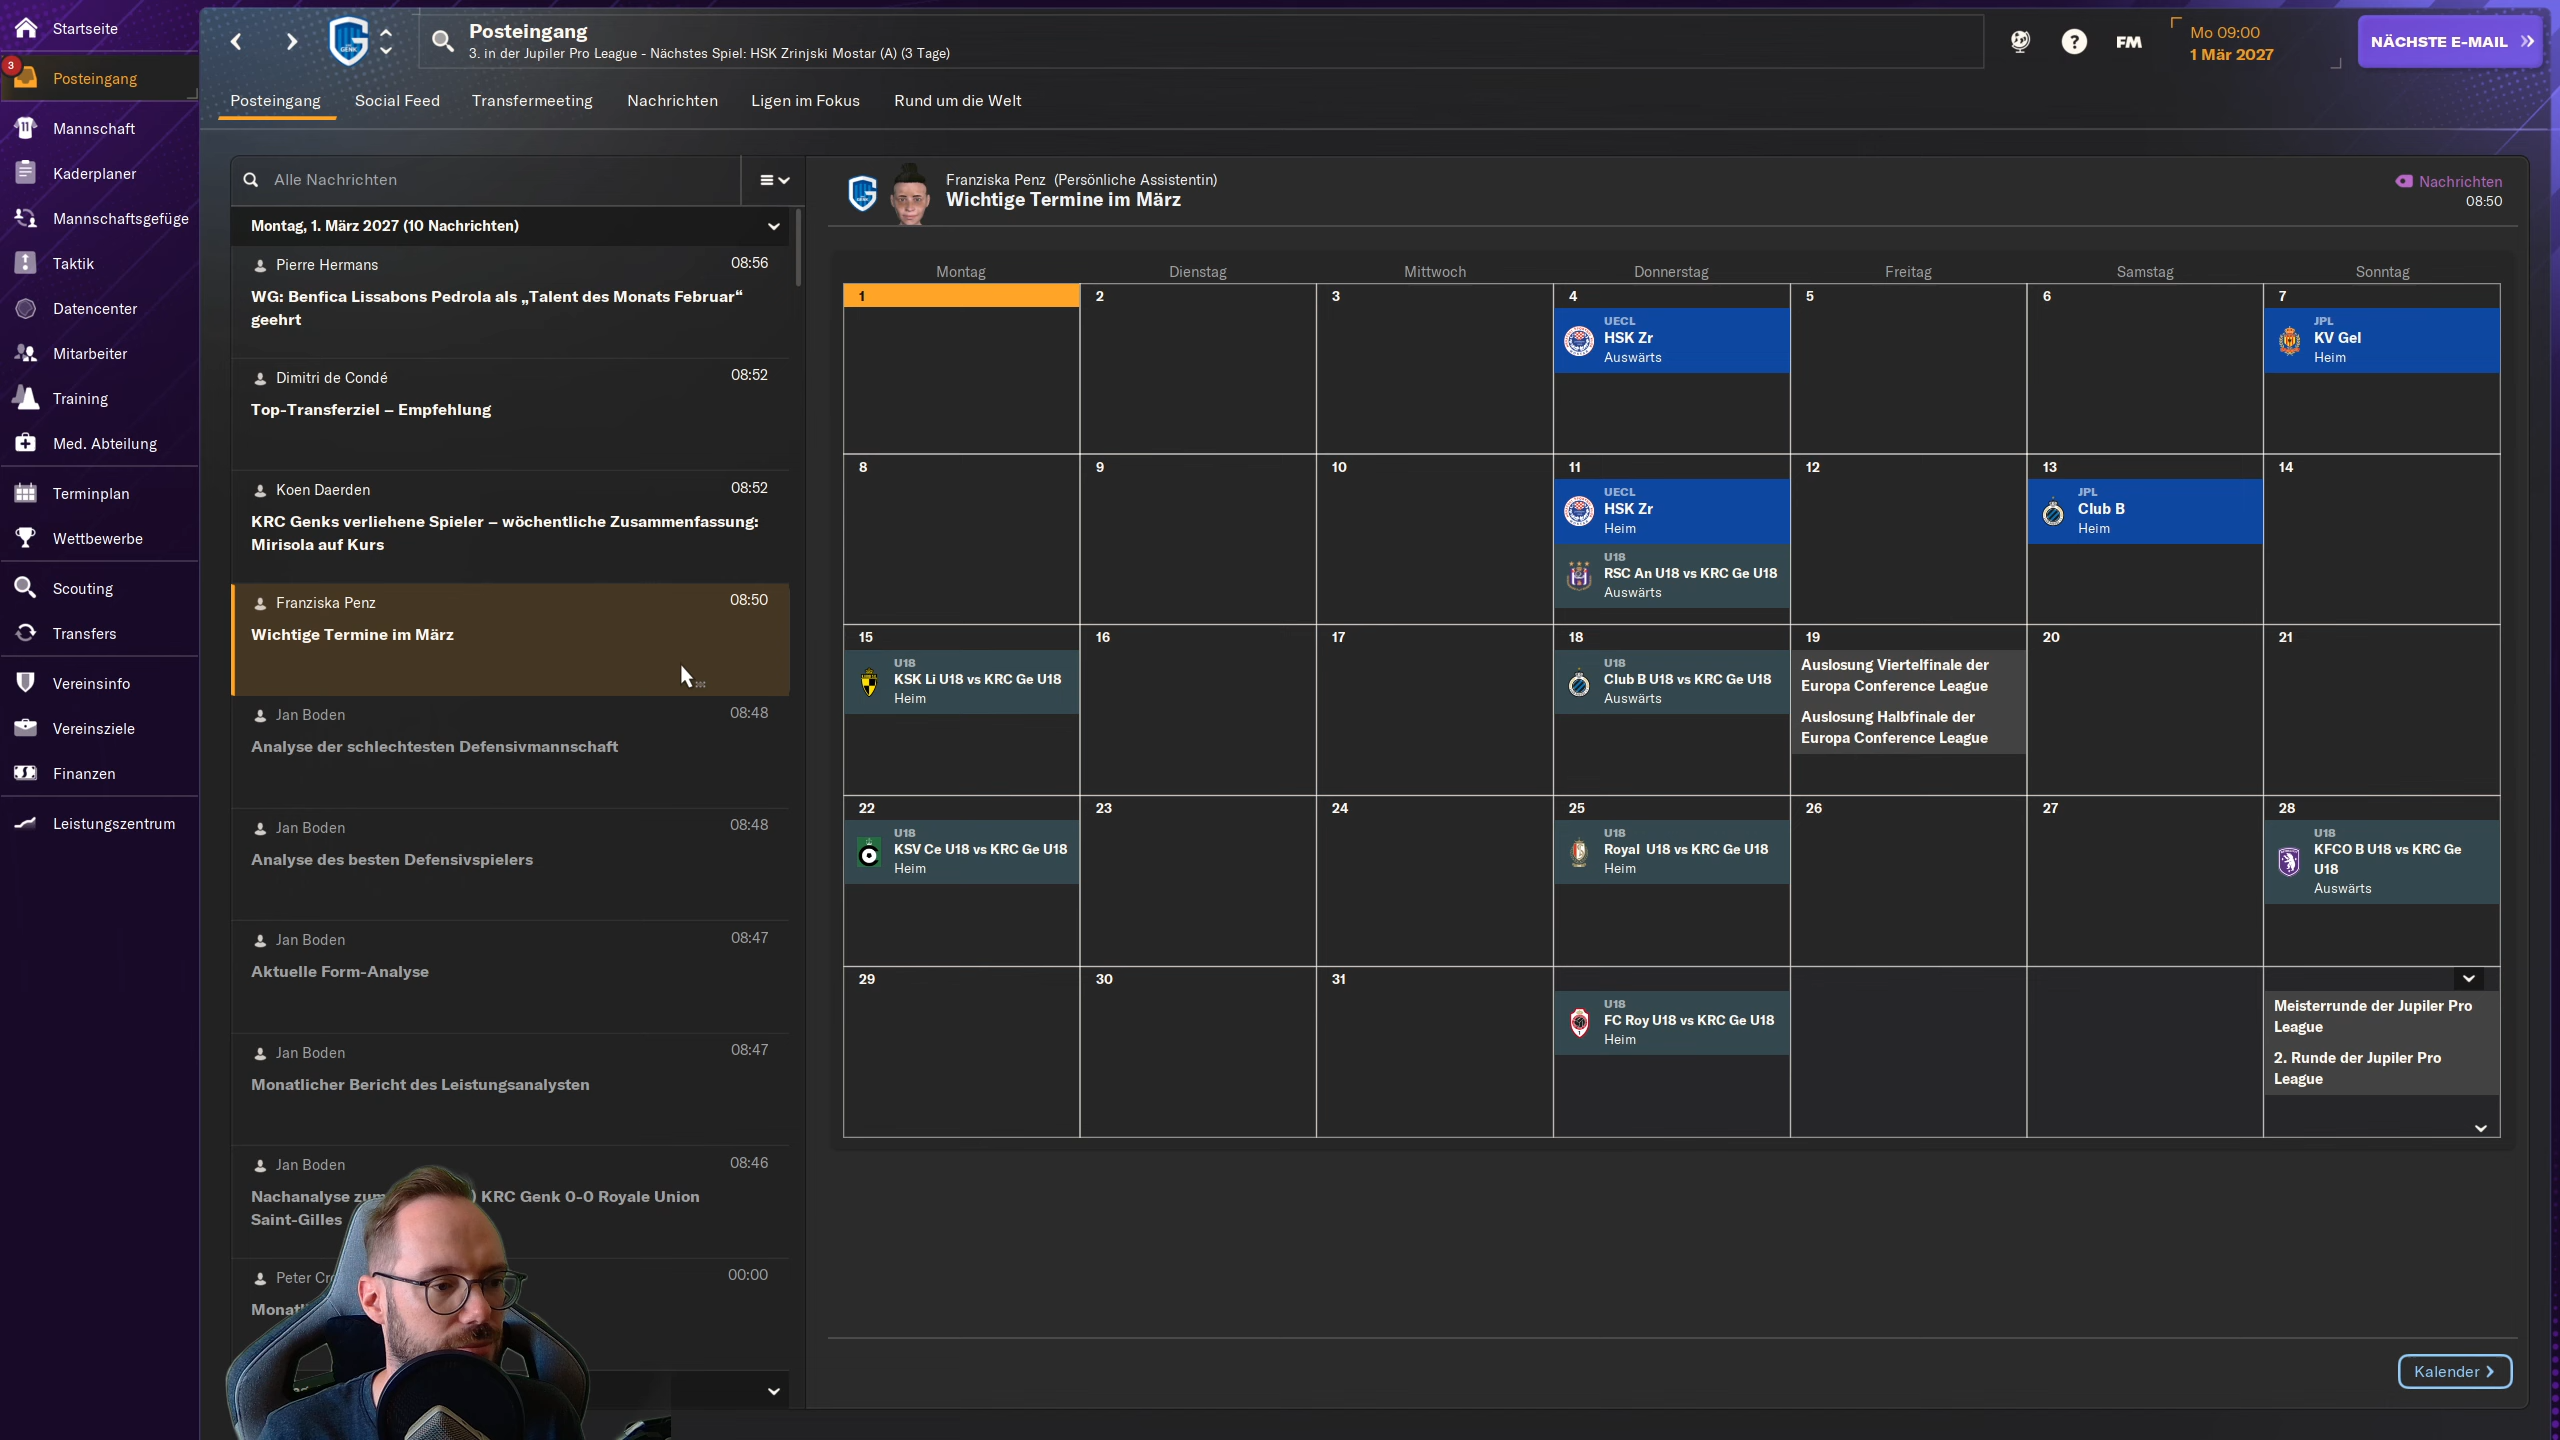 Startseite
3
Posteingang
Mannschaft
Kaderplaner
Mannschaftsgefüge
Taktik
Datencenter
Mitarbeiter
Training
Med. Abteilung
Terminplan
Wettbewerbe
Scouting
Transfers
Vereinsinfo
Vereinsziele
Finanzen
Leistungszentrum
GENK
Posteingang
3. in der Jupiler Pro League - Nächstes Spiel: HSK Zrinjski Mostar (A) (3 Tage)
?
FM
Mo 09:00
1 Mär 2027
NÄCHSTE E-MAIL
Posteingang
Social Feed
Transfermeeting
Nachrichten
Ligen im Fokus
Rund um die Welt
Alle Nachrichten
Montag, 1. März 2027 (10 Nachrichten)
Pierre Hermans
08:56
WG: Benfica Lissabons Pedrola als „Talent des Monats Februar“
geehrt
Dimitri de Condé
08:52
Top-Transferziel – Empfehlung
Koen Daerden
08:52
KRC Genks verliehene Spieler – wöchentliche Zusammenfassung:
Mirisola auf Kurs
Franziska Penz
08:50
Wichtige Termine im März
Jan Boden
08:48
Analyse der schlechtesten Defensivmannschaft
Jan Boden
08:48
Analyse des besten Defensivspielers
Jan Boden
08:47
Aktuelle Form-Analyse
Jan Boden
08:47
Monatlicher Bericht des Leistungsanalysten
Jan Boden
08:46
Nachanalyse zum ) KRC Genk 0-0 Royale Union
Saint-Gilles
Peter
00:00
Franziska Penz (Persönliche Assistentin)
Wichtige Termine im März
Nachrichten
08:50
Montag
Dienstag
Mittwoch
Donnerstag
Freitag
Samstag
Sonntag
1
2
3
4
UECL
HSK Zr
Auswärts
5
6
7
JPL
KV Gel
Heim
8
9
10
11
UECL
HSK Zr
Heim
U18
RSC An U18 vs KRC Ge U18
Auswärts
12
13
JPL
Club B
Heim
14
15
U18
KSK Li U18 vs KRC Ge U18
Heim
16
17
18
U18
Club B U18 vs KRC Ge U18
Auswärts
19
Auslosung Viertelfinale der
Europa Conference League
Auslosung Halbfinale der
Europa Conference League
20
21
22
U18
KSV Ce U18 vs KRC Ge U18
Heim
23
24
25
U18
Royal U18 vs KRC Ge U18
Heim
26
27
28
U18
KFCO B U18 vs KRC Ge
U18
Auswärts
29
30
31
U18
FC Roy U18 vs KRC Ge U18
Heim
Meisterrunde der Jupiler Pro
League
2. Runde der Jupiler Pro
League
Kalender